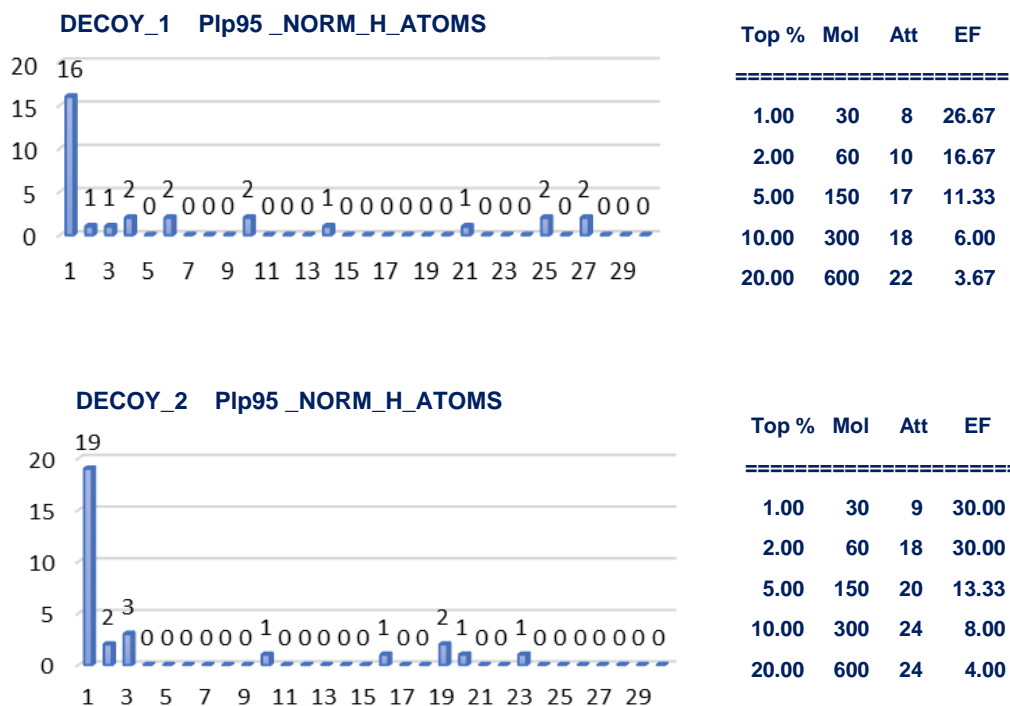 DECOY_1 Plp95 _NORM_H_ATOMS
20
15
10
5
0
16 1 1 2 0 2 0 0 0 2 0 0 0 1 0 0 0 0 0 0 1 0 0 0 2 0 2 0 0 0
1 3 5 7 9 11 13 15 17 19 21 23 25 27 29
Top % Mol Att EF
======================
1.00 30 8 26.67
2.00 60 10 16.67
5.00 150 17 11.33
10.00 300 18 6.00
20.00 600 22 3.67
DECOY_2 Plp95 _NORM_H_ATOMS
20
15
10
5
0
19 2 3 0 0 0 0 0 0 1 0 0 0 0 0 1 0 0 2 1 0 0 1 0 0 0 0 0 0 0
1 3 5 7 9 11 13 15 17 19 21 23 25 27 29
Top % Mol Att EF
======================
1.00 30 9 30.00
2.00 60 18 30.00
5.00 150 20 13.33
10.00 300 24 8.00
20.00 600 24 4.00